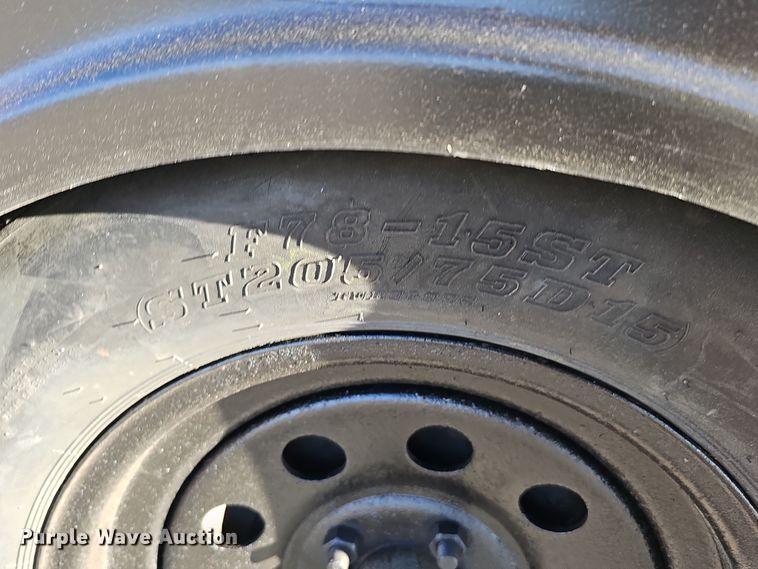 F78-15ST
(ST205/75D15)
Purple Wave Auction